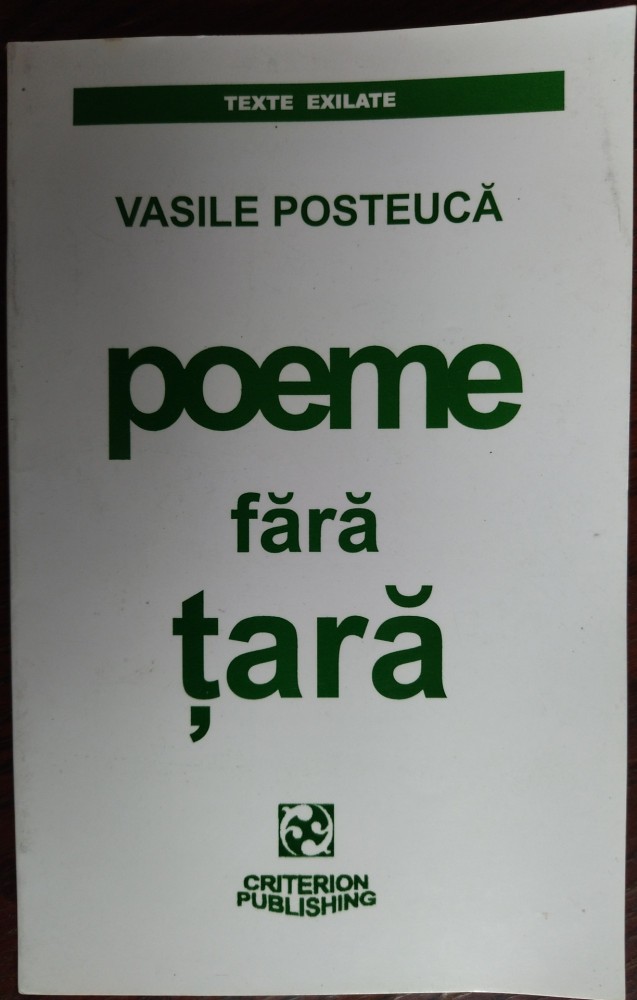 TEXTE EXILATE
VASILE POSTEUCĂ
poeme
fără
țară
CRITERION
PUBLISHING